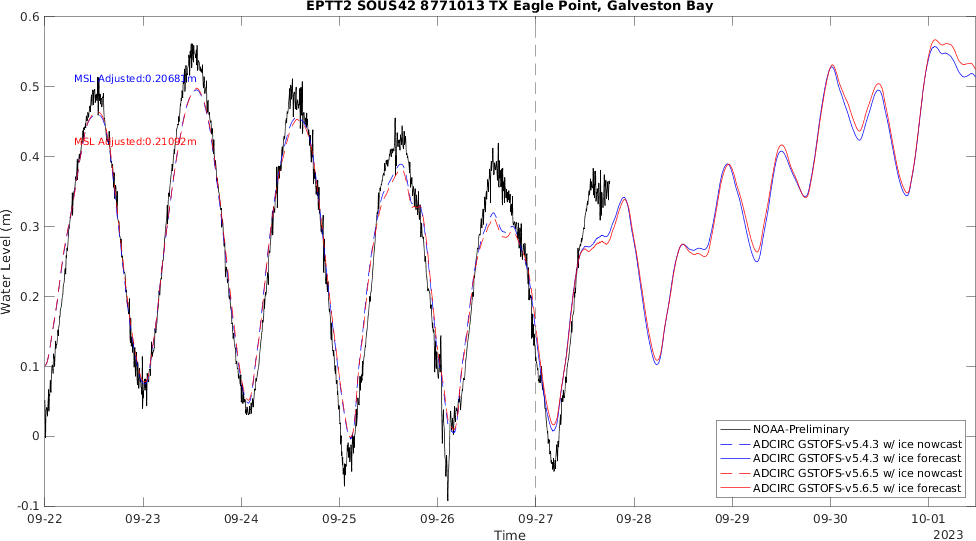 EPTT2 SOUS42 8771013 TX Eagle Point, Galveston Bay
0.6
0.5
0.4
0.3
0.2
0.1
0
-0.1
Water Level (m)
MSL Adjusted:0.20681m
MSL Adjusted:0.21092m
NOAA-Preliminary
ADCIRC GSTOFS-v5.4.3 w/ ice nowcast
ADCIRC GSTOFS-v5.4.3 w/ ice forecast
ADCIRC GSTOFS-v5.6.5 w/ ice nowcast
ADCIRC GSTOFS-v5.6.5 w/ ice forecast
09-22 09-23 09-24 09-25 09-26 09-27 09-28 09-29 09-30 10-01
Time
2023